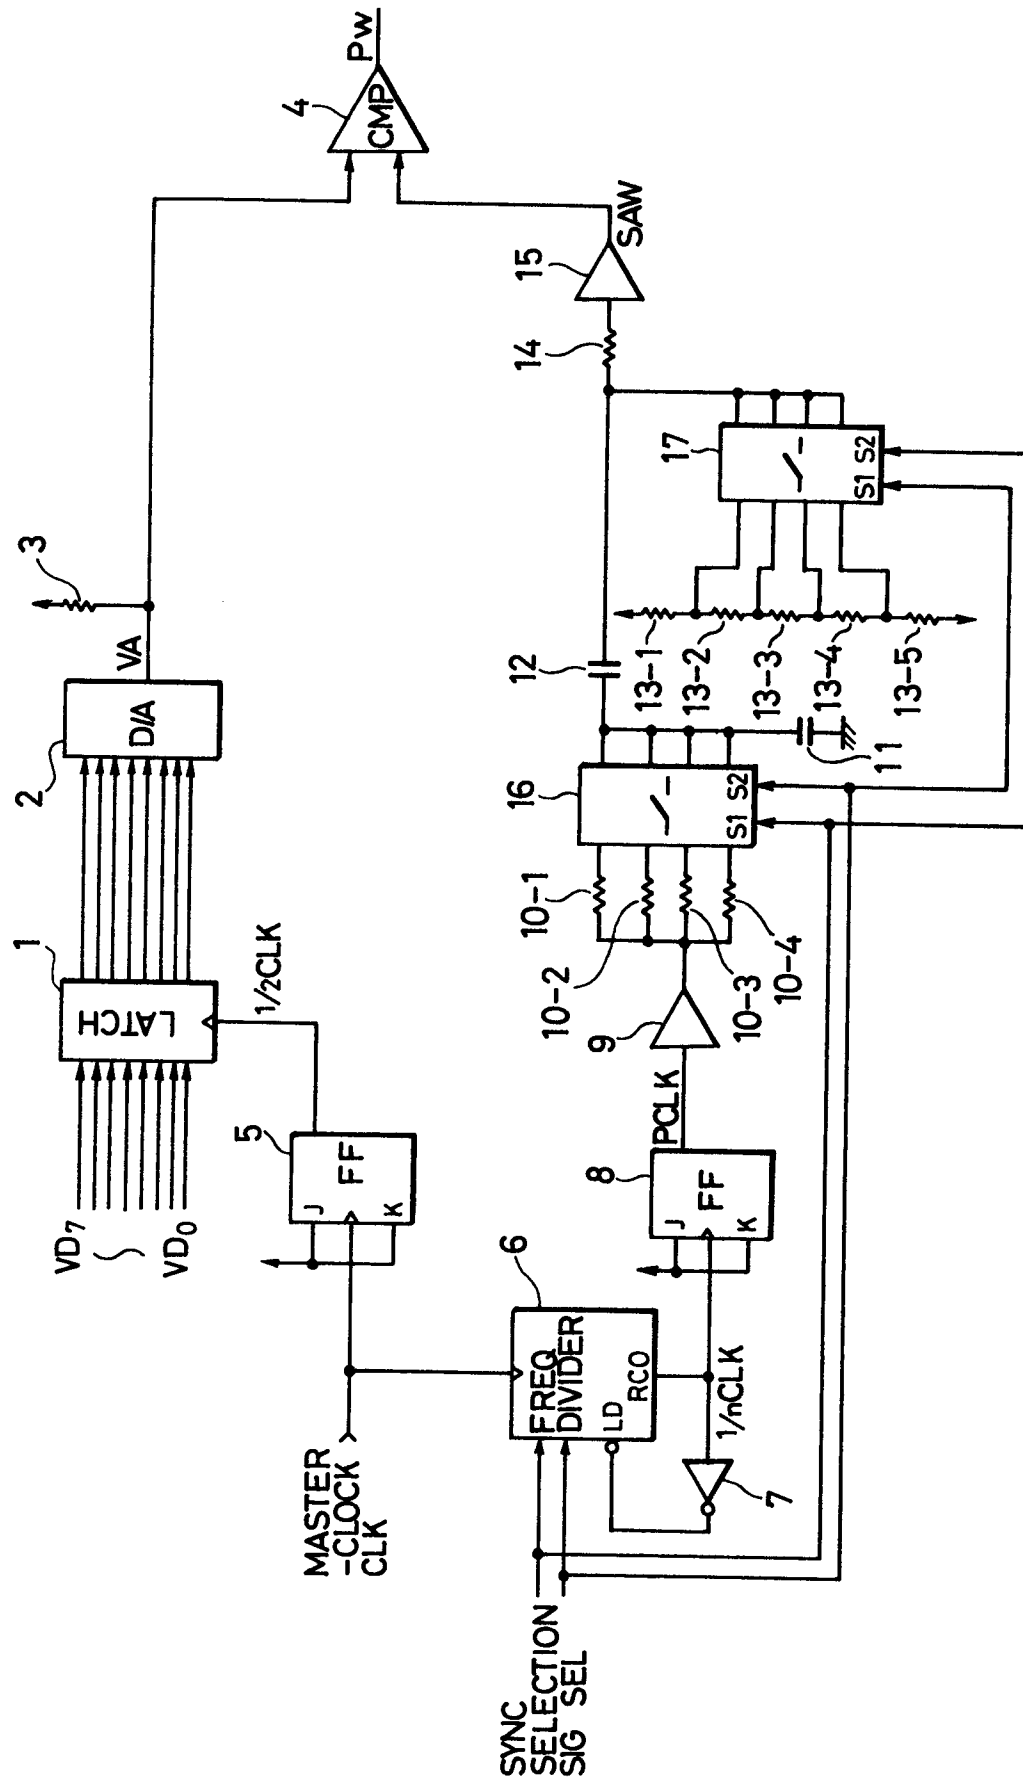 VD7
VD0
1
LATCH
1/2CLK
2
D/A
VA
3
4
CMP
Pw
MASTER
-CLOCK
CLK
5
J
FF
K
SYNC
SELECTION
SIG SEL
6
FREQ
DIVIDER
LD
RCO
7
1/nCLK
8
J
FF
K
PCLK
9
10-1
10-2
10-3
10-4
16
S1 S2
11
12
13-1
13-2
13-3
13-4
13-5
17
S1 S2
14
15
SAW